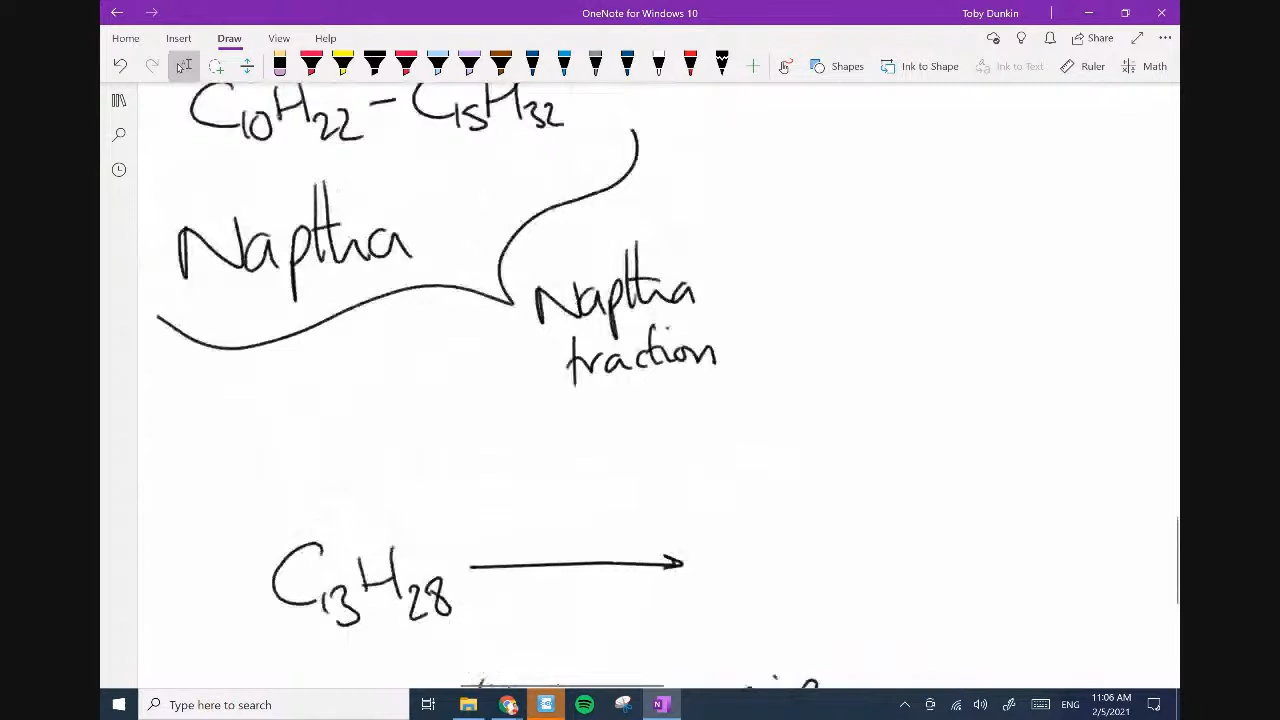 OneNote for Windows 10
Toby Dunkin
Home Insert Draw View Help
Share
Shapes Ink to Shape Ink to Text Ruler Math
C10H22 - C15H32
Naptha
Naptha
fraction
C13H28
Type here to search
ENG
11:06 AM
2/5/2021